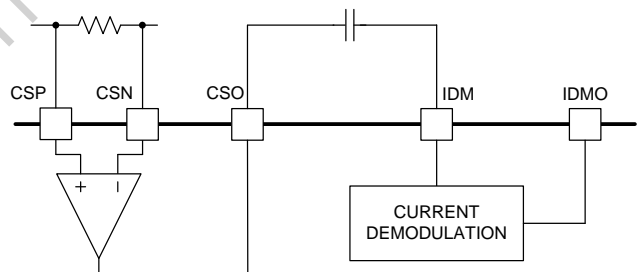 CSP
CSN
CSO
IDM
IDMO
+
−
CURRENT
DEMODULATION